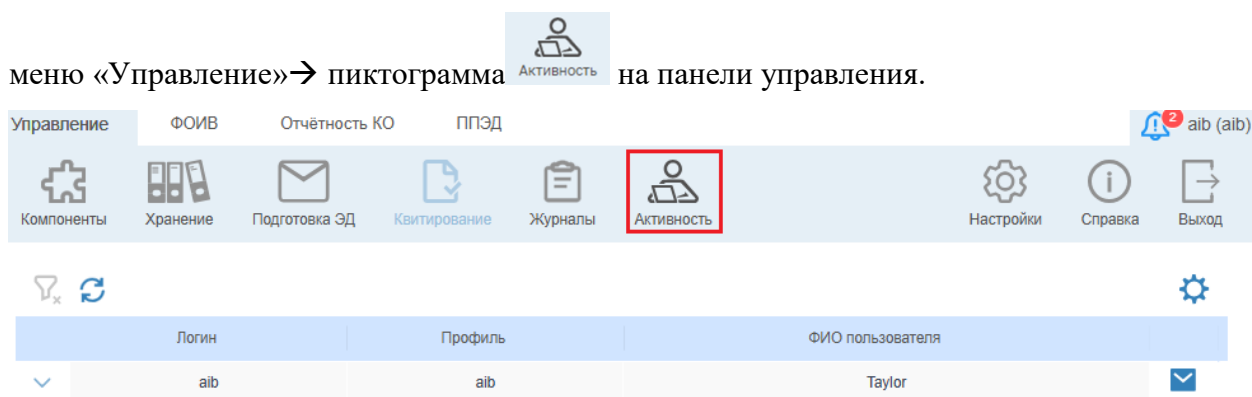 меню «Управление»→ пиктограмма Активность на панели управления.
Управление ФОИВ Отчётность КО ППЭД 2 aib (aib)
Компоненты Хранение Подготовка ЭД Квитирование Журналы Активность Настройки Справка Выход
Логин Профиль ФИО пользователя
aib aib Taylor